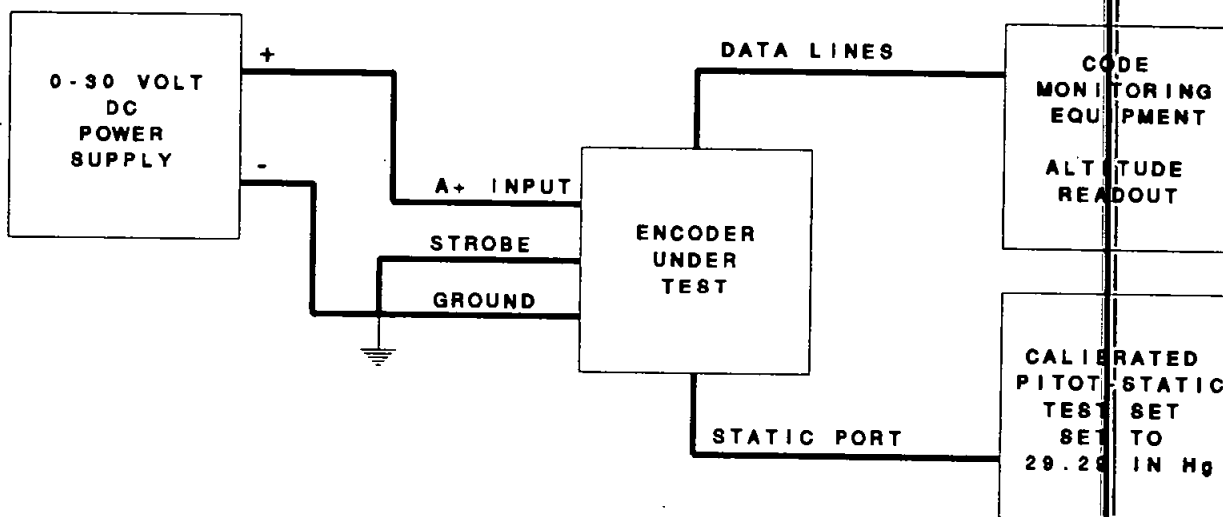 0-30 VOLT
DC
POWER
SUPPLY
+
-
A+ INPUT
STROBE
GROUND
ENCODER
UNDER
TEST
DATA LINES
STATIC PORT
CODE
MONITORING
EQUIPMENT
ALTITUDE
READOUT
CALIBRATED
PITOT-STATIC
TEST SET
SET TO
IN Hg